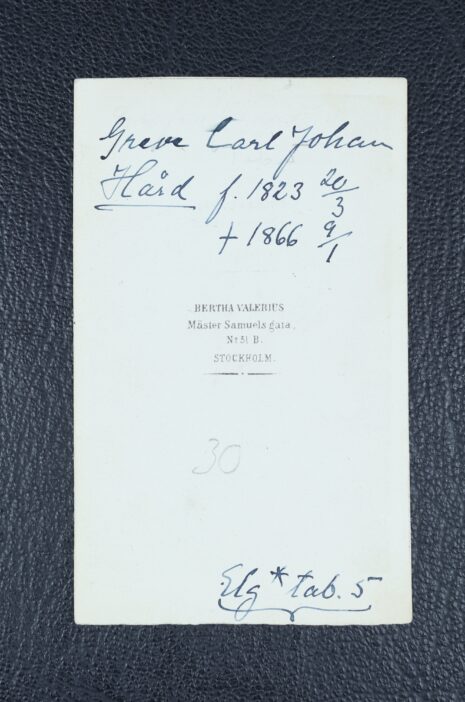 Greve Carl Johan
Hård f. 1823 20/3
† 1866 9/1
BERTHA VALERIUS
Mäster Samuels gata,
No 51 B.
STOCKHOLM.
30
Elg * tab. 5